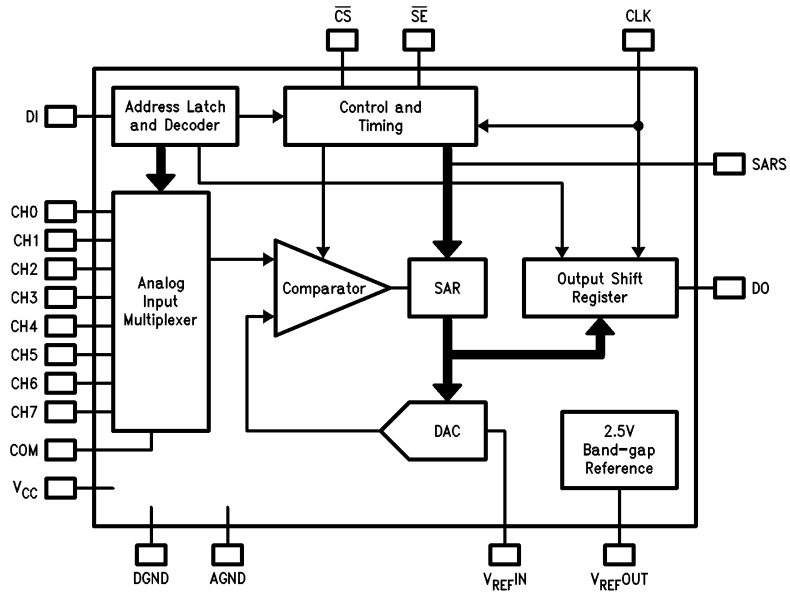 C̅S̅
S̅E̅
CLK
DI
Address Latch
and Decoder
Control and
Timing
SARS
CH0
CH1
CH2
CH3
CH4
CH5
CH6
CH7
COM
VCC
Analog
Input
Multiplexer
Comparator
SAR
Output Shift
Register
DO
DAC
2.5V
Band-gap
Reference
DGND
AGND
VREFIN
VREFOUT